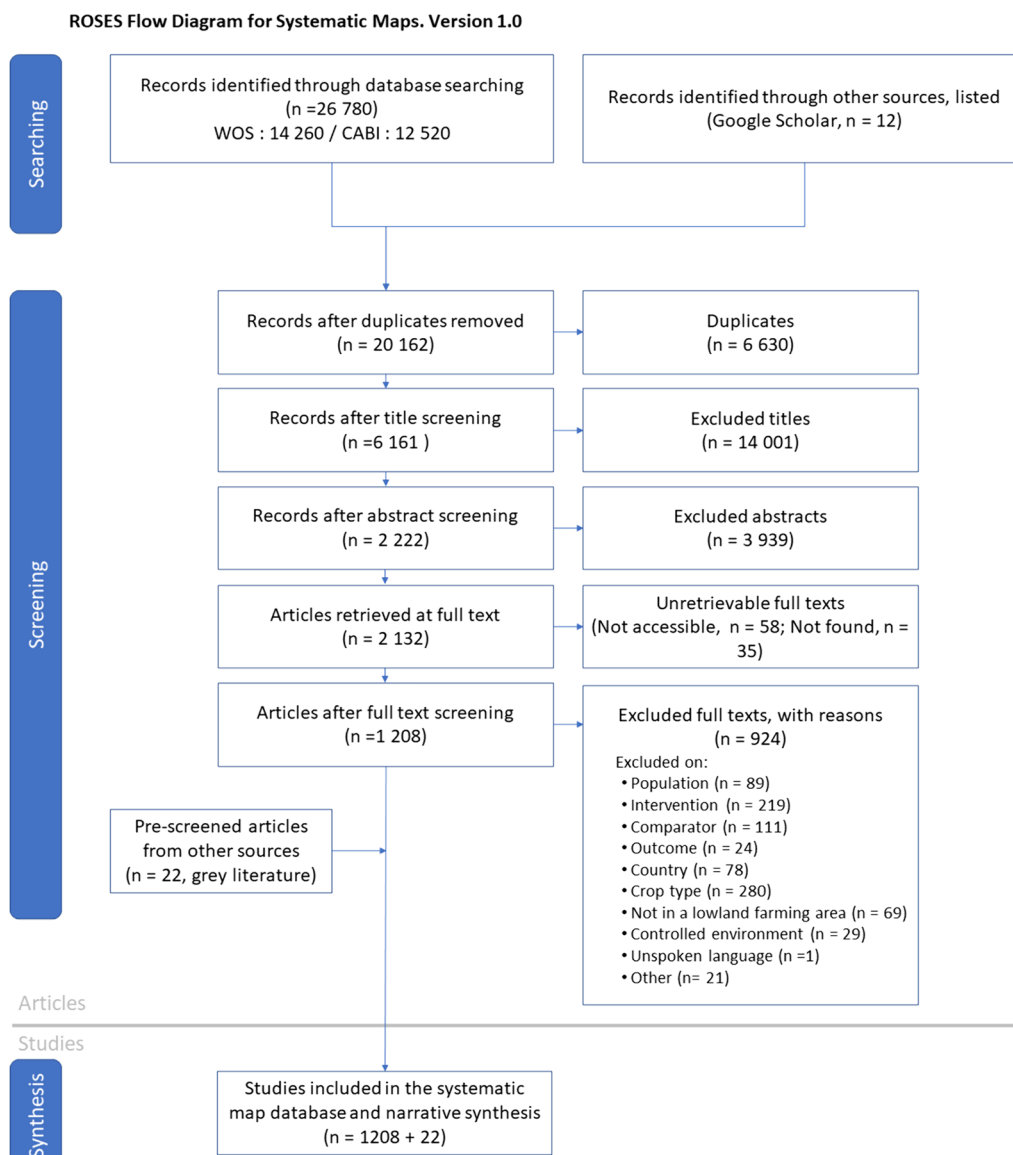 ROSES Flow Diagram for Systematic Maps. Version 1.0
Searching
Records identified through database searching
(n =26 780)
WOS : 14 260 / CABI : 12 520
Records identified through other sources, listed
(Google Scholar, n = 12)
Screening
Records after duplicates removed
(n = 20 162)
Duplicates
(n = 6 630)
Records after title screening
(n =6 161 )
Excluded titles
(n = 14 001)
Records after abstract screening
(n = 2 222)
Excluded abstracts
(n = 3 939)
Articles retrieved at full text
(n = 2 132)
Unretrievable full texts
(Not accessible, n = 58; Not found, n =
35)
Articles after full text screening
(n =1 208)
Excluded full texts, with reasons
(n = 924)
Excluded on:
• Population (n = 89)
• Intervention (n = 219)
• Comparator (n = 111)
• Outcome (n = 24)
• Country (n = 78)
• Crop type (n = 280)
• Not in a lowland farming area (n = 69)
• Controlled environment (n = 29)
• Unspoken language (n =1)
• Other (n= 21)
Pre-screened articles
from other sources
(n = 22, grey literature)
Articles
Studies
Synthesis
Studies included in the systematic
map database and narrative synthesis
(n = 1208 + 22)